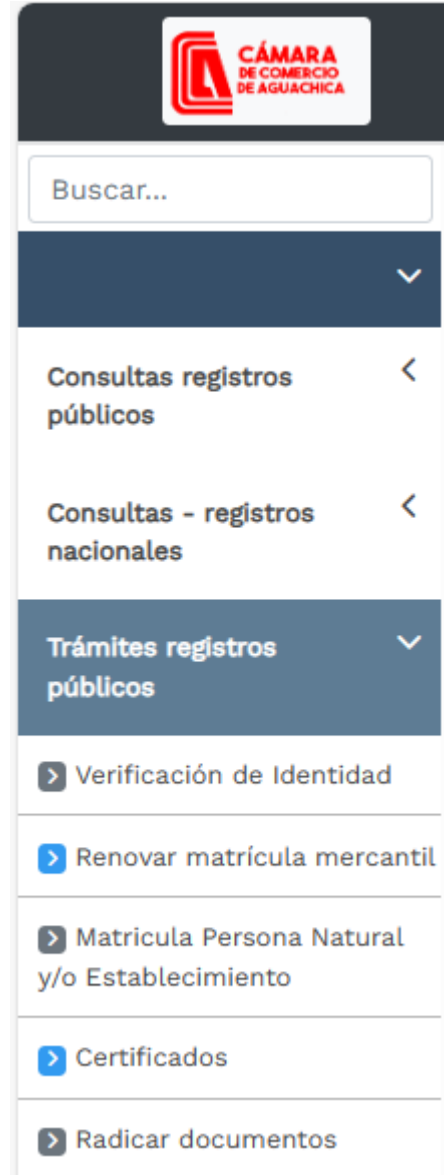 CÁMARA
DE COMERCIO
DE AGUACHICA
Buscar...
Consultas registros
públicos
Consultas - registros
nacionales
Trámites registros
públicos
Verificación de Identidad
Renovar matrícula mercantil
Matricula Persona Natural
y/o Establecimiento
Certificados
Radicar documentos